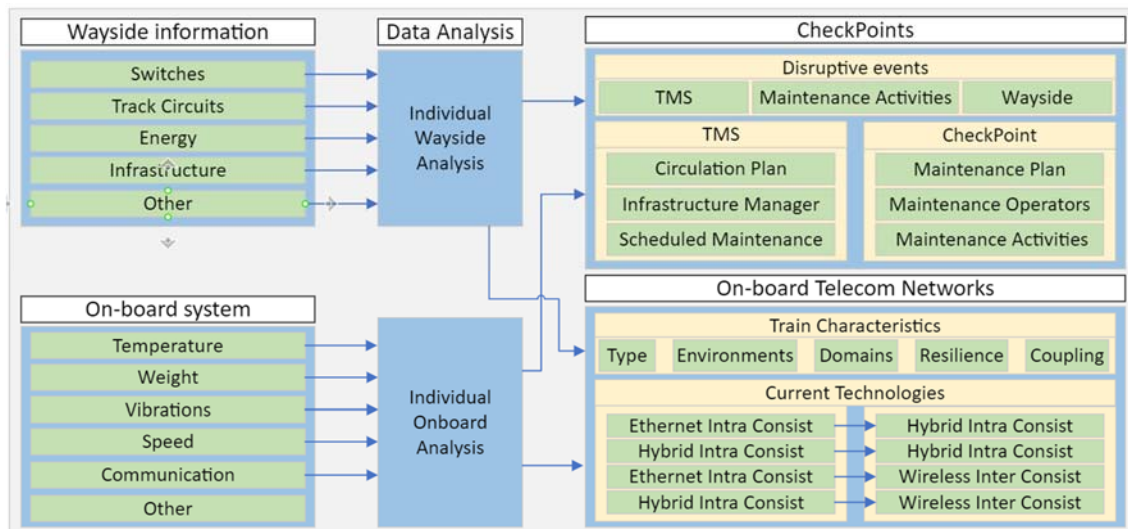 Wayside information
Switches
Track Circuits
Energy
Infrastructure
Other
Data Analysis
Individual
Wayside
Analysis
CheckPoints
Disruptive events
TMS
Maintenance Activities
Wayside
TMS
Circulation Plan
Infrastructure Manager
Scheduled Maintenance
CheckPoint
Maintenance Plan
Maintenance Operators
Maintenance Activities
On-board system
Temperature
Weight
Vibrations
Speed
Communication
Other
Individual
Onboard
Analysis
On-board Telecom Networks
Train Characteristics
Type
Environments
Domains
Resilience
Coupling
Current Technologies
Ethernet Intra Consist
Hybrid Intra Consist
Hybrid Intra Consist
Hybrid Intra Consist
Ethernet Intra Consist
Wireless Inter Consist
Hybrid Intra Consist
Wireless Inter Consist